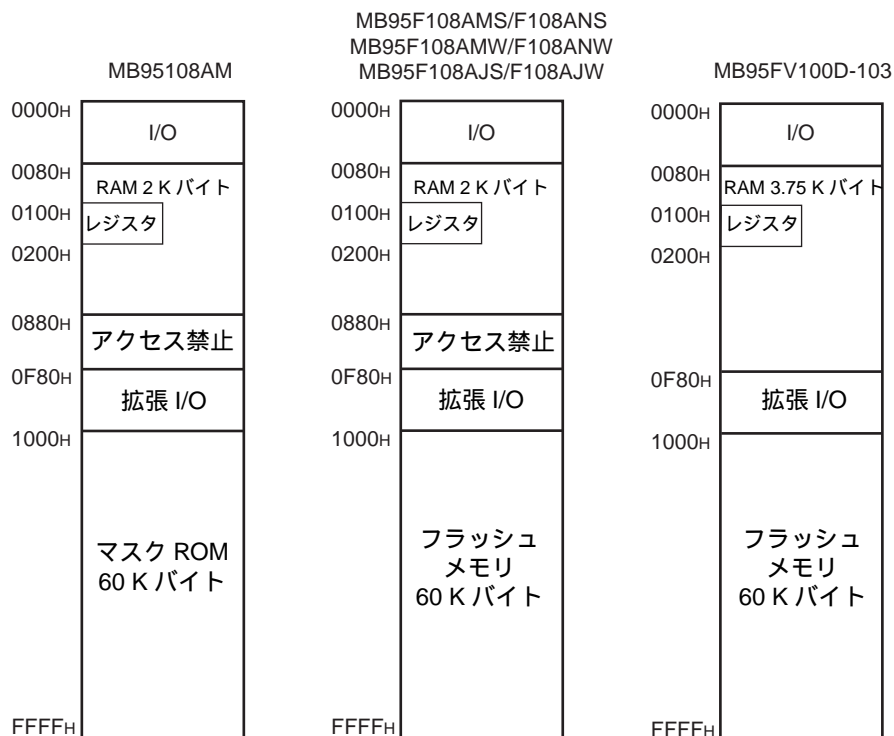 MB95108AM
0000H
I/O
0080H
RAM 2 K バイト
0100H
レジスタ
0200H
0880H
アクセス禁止
0F80H
拡張 I/O
1000H
マスク ROM
60 K バイト
FFFFH
MB95F108AMS/F108ANS
MB95F108AMW/F108ANW
MB95F108AJS/F108AJW
0000H
I/O
0080H
RAM 2 K バイト
0100H
レジスタ
0200H
0880H
アクセス禁止
0F80H
拡張 I/O
1000H
フラッシュ
メモリ
60 K バイト
FFFFH
MB95FV100D-103
0000H
I/O
0080H
RAM 3.75 K バイト
0100H
レジスタ
0200H
0F80H
拡張 I/O
1000H
フラッシュ
メモリ
60 K バイト
FFFFH